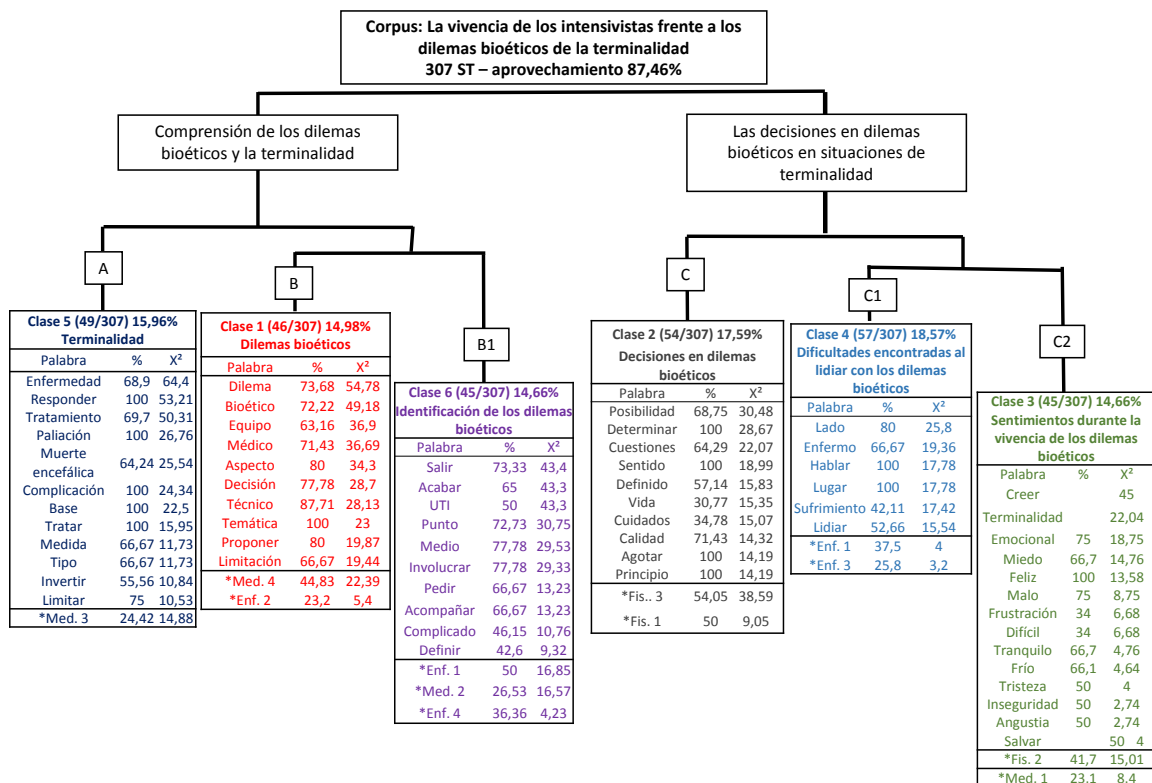 Corpus: La vivencia de los intensivistas frente a los
dilemas bioéticos de la terminalidad
307 ST – aprovechamiento 87,46%
Comprensión de los dilemas
bioéticos y la terminalidad
Las decisiones en dilemas
bioéticos en situaciones de
terminalidad
A
Clase 5 (49/307) 15,96%
Terminalidad
Palabra % X²
Enfermedad 68,9 64,4
Responder 100 53,21
Tratamiento 69,7 50,31
Paliación 100 26,76
Muerte
encefálica 64,24 25,54
Complicación 100 24,34
Base 100 22,5
Tratar 100 15,95
Medida 66,67 11,73
Tipo 66,67 11,73
Invertir 55,56 10,84
Limitar 75 10,53
*Med. 3 24,42 14,88
B
Clase 1 (46/307) 14,98%
Dilemas bioéticos
Palabra % X²
Dilema 73,68 54,78
Bioético 72,22 49,18
Equipo 63,16 36,9
Médico 71,43 36,69
Aspecto 80 34,3
Decisión 77,78 28,7
Técnico 87,71 28,13
Temática 100 23
Proponer 80 19,87
Limitación 66,67 19,44
*Med. 4 44,83 22,39
*Enf. 2 23,2 5,4
B1
Clase 6 (45/307) 14,66%
Identificación de los dilemas
bioéticos
Palabra % X²
Salir 73,33 43,4
Acabar 65 43,3
UTI 50 43,3
Punto 72,73 30,75
Medio 77,78 29,53
Involucrar 77,78 29,33
Pedir 66,67 13,23
Acompañar 66,67 13,23
Complicado 46,15 10,76
Definir 42,6 9,32
*Enf. 1 50 16,85
*Med. 2 26,53 16,57
*Enf. 4 36,36 4,23
C
Clase 2 (54/307) 17,59%
Decisiones en dilemas
bioéticos
Palabra % X²
Posibilidad 68,75 30,48
Determinar 100 28,67
Cuestiones 64,29 22,07
Sentido 100 18,99
Definido 57,14 15,83
Vida 30,77 15,35
Cuidados 34,78 15,07
Calidad 71,43 14,32
Agotar 100 14,19
Principio 100 14,19
*Fis.. 3 54,05 38,59
*Fis. 1 50 9,05
C1
Clase 4 (57/307) 18,57%
Dificultades encontradas al
lidiar con los dilemas
bioéticos
Palabra % X²
Lado 80 25,8
Enfermo 66,67 19,36
Hablar 100 17,78
Lugar 100 17,78
Sufrimiento 42,11 17,42
Lidiar 52,66 15,54
*Enf. 1 37,5 4
*Enf. 3 25,8 3,2
C2
Clase 3 (45/307) 14,66%
Sentimientos durante la
vivencia de los dilemas
bioéticos
Palabra % X²
Creer 45
Terminalidad 22,04
Emocional 75 18,75
Miedo 66,7 14,76
Feliz 100 13,58
Malo 75 8,75
Frustración 34 6,68
Difícil 34 6,68
Tranquilo 66,7 4,76
Frío 66,1 4,64
Tristeza 50 4
Inseguridad 50 2,74
Angustia 50 2,74
Salvar 50 4
*Fis. 2 41,7 15,01
*Med. 1 23,1 8,4